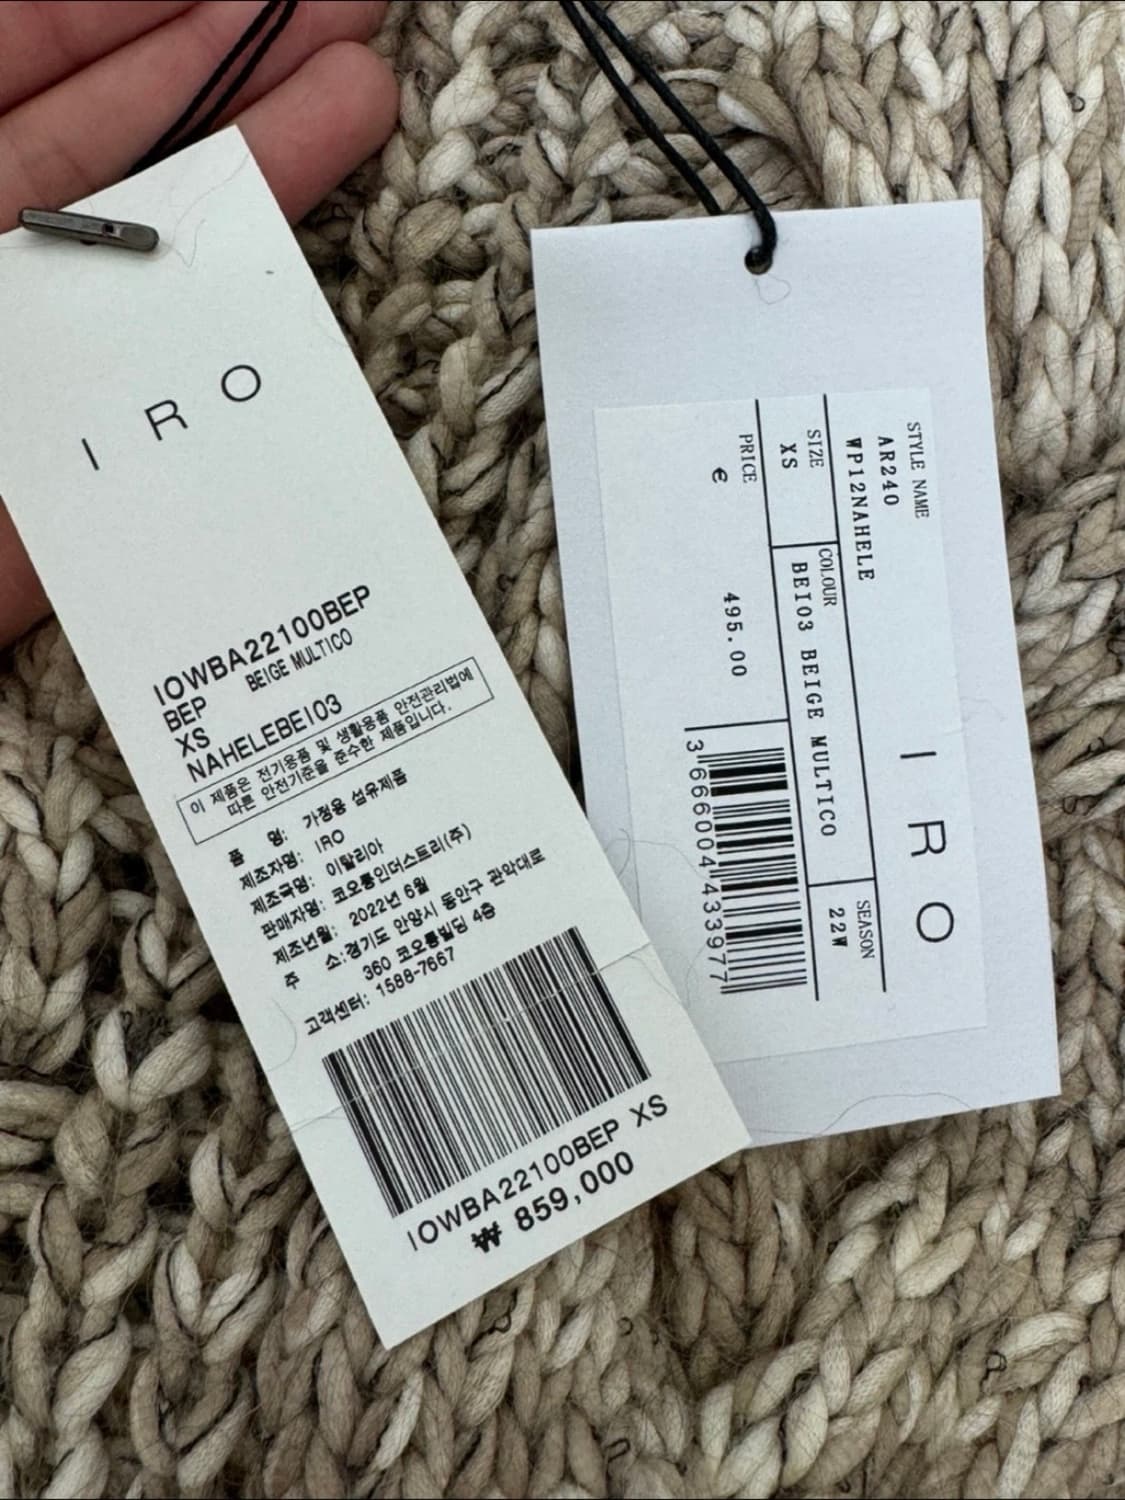 I R O
IOWBA22100BEP
BEP BEIGE MULTICO
XS
NAHELEBEI03
이 제품은 전기용품 및 생활용품 안전관리법에
따른 안전기준을 준수한 제품입니다.
품 명: 가정용 섬유제품
제조자명: IRO
제조국명: 이탈리아
판매자명: 코오롱인더스트리(주)
제조년월: 2022년 6월
주 소:경기도 안양시 동안구 관악대로
360 코오롱빌딩 4층
고객센터: 1588-7667
IOWBA22100BEP XS
₩ 859,000
I R O
STYLE NAME
AR240
WP12NAHELE
SIZE
XS
COLOUR
BEI03 BEIGE MULTICO
SEASON
22W
PRICE
€ 495.00
3 666004 433977